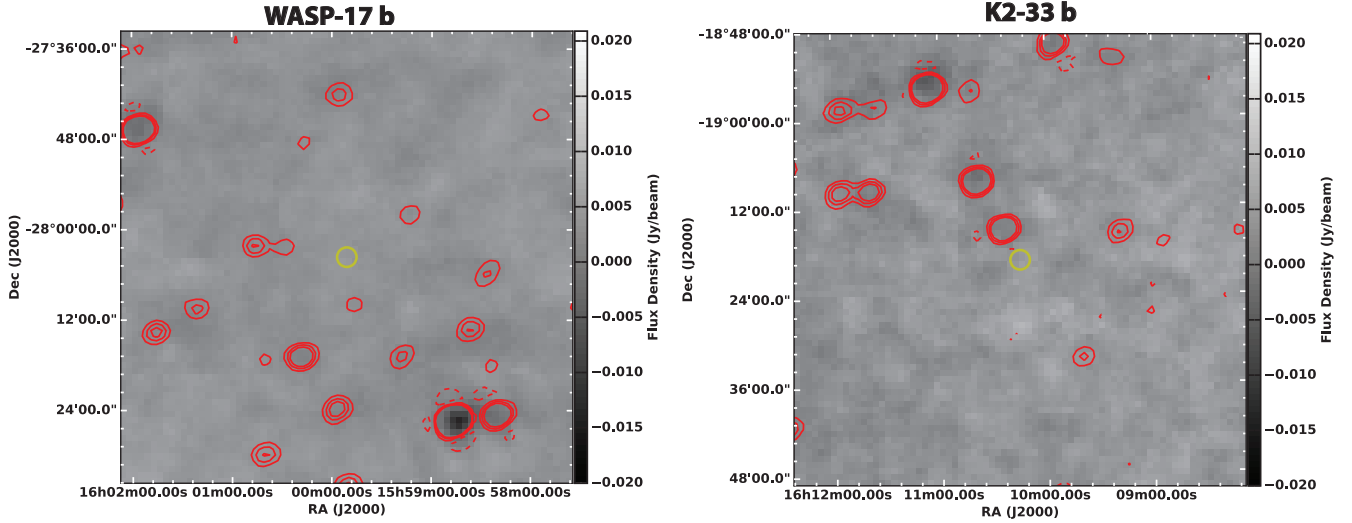 WASP-17 b
-27°36'00.0"
48'00.0"
-28°00'00.0"
12'00.0"
24'00.0"
Dec (J2000)
16h02m00.00s 01m00.00s 00m00.00s 15h59m00.00s 58m00.00s
RA (J2000)
0.020
0.015
0.010
0.005
0.000
−0.005
−0.010
−0.015
−0.020
Flux Density (Jy/beam)
K2-33 b
-18°48'00.0"
-19°00'00.0"
12'00.0"
24'00.0"
36'00.0"
48'00.0"
Dec (J2000)
16h12m00.00s 11m00.00s 10m00.00s 09m00.00s
RA (J2000)
0.020
0.015
0.010
0.005
0.000
−0.005
−0.010
−0.015
−0.020
Flux Density (Jy/beam)